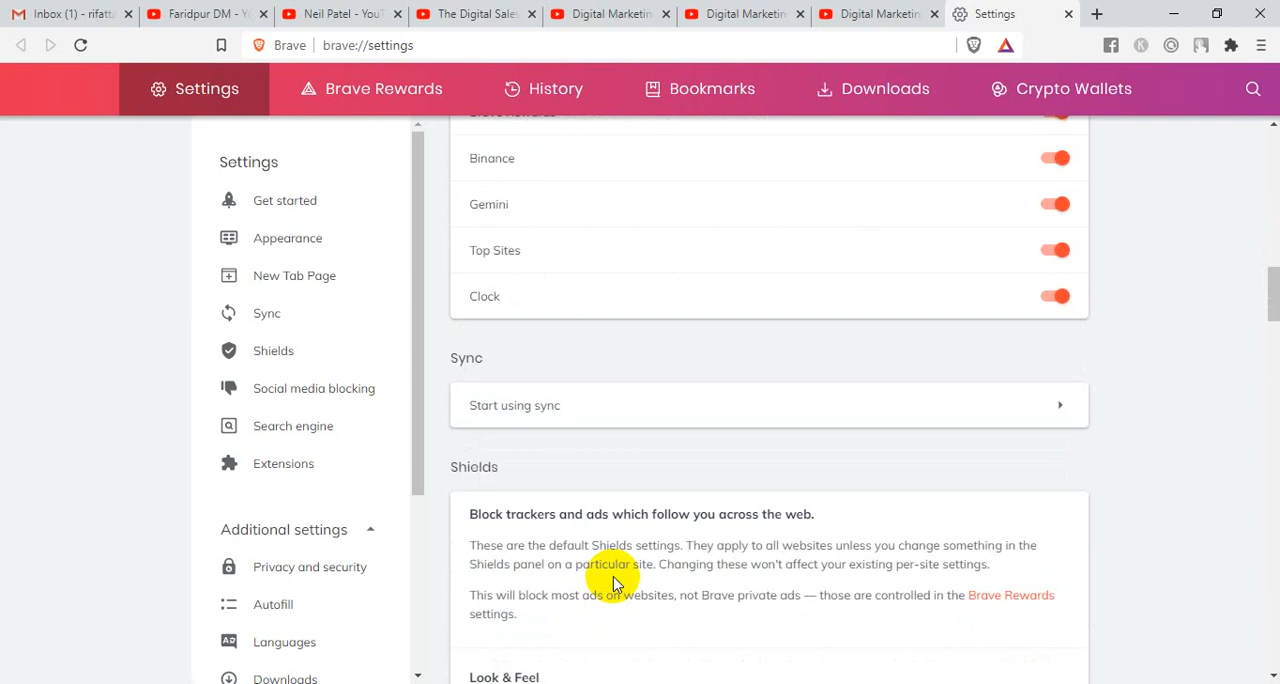 Inbox (1) - rifatta
Faridpur DM - Yo
Neil Patel - YouT
The Digital Sales
Digital Marketin
Digital Marketin
Digital Marketin
Settings
Brave
brave://settings
Settings
Brave Rewards
History
Bookmarks
Downloads
Crypto Wallets
Settings
Get started
Appearance
New Tab Page
Sync
Shields
Social media blocking
Search engine
Extensions
Additional settings
Privacy and security
Autofill
Languages
Downloads
Brave Rewards
Binance
Gemini
Top Sites
Clock
Sync
Start using sync
Shields
Block trackers and ads which follow you across the web.
These are the default Shields settings. They apply to all websites unless you change something in the
Shields panel on a particular site. Changing these won't affect your existing per-site settings.
This will block most ads on websites, not Brave private ads — those are controlled in the Brave Rewards
settings.
Look & Feel